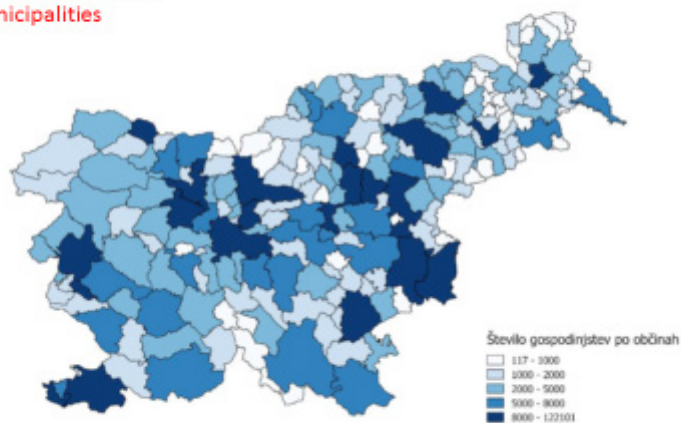 nicipalities
Število gospodinjstev po občinah
117 - 1000
1000 - 2000
2000 - 5000
5000 - 8000
8000 - 122101